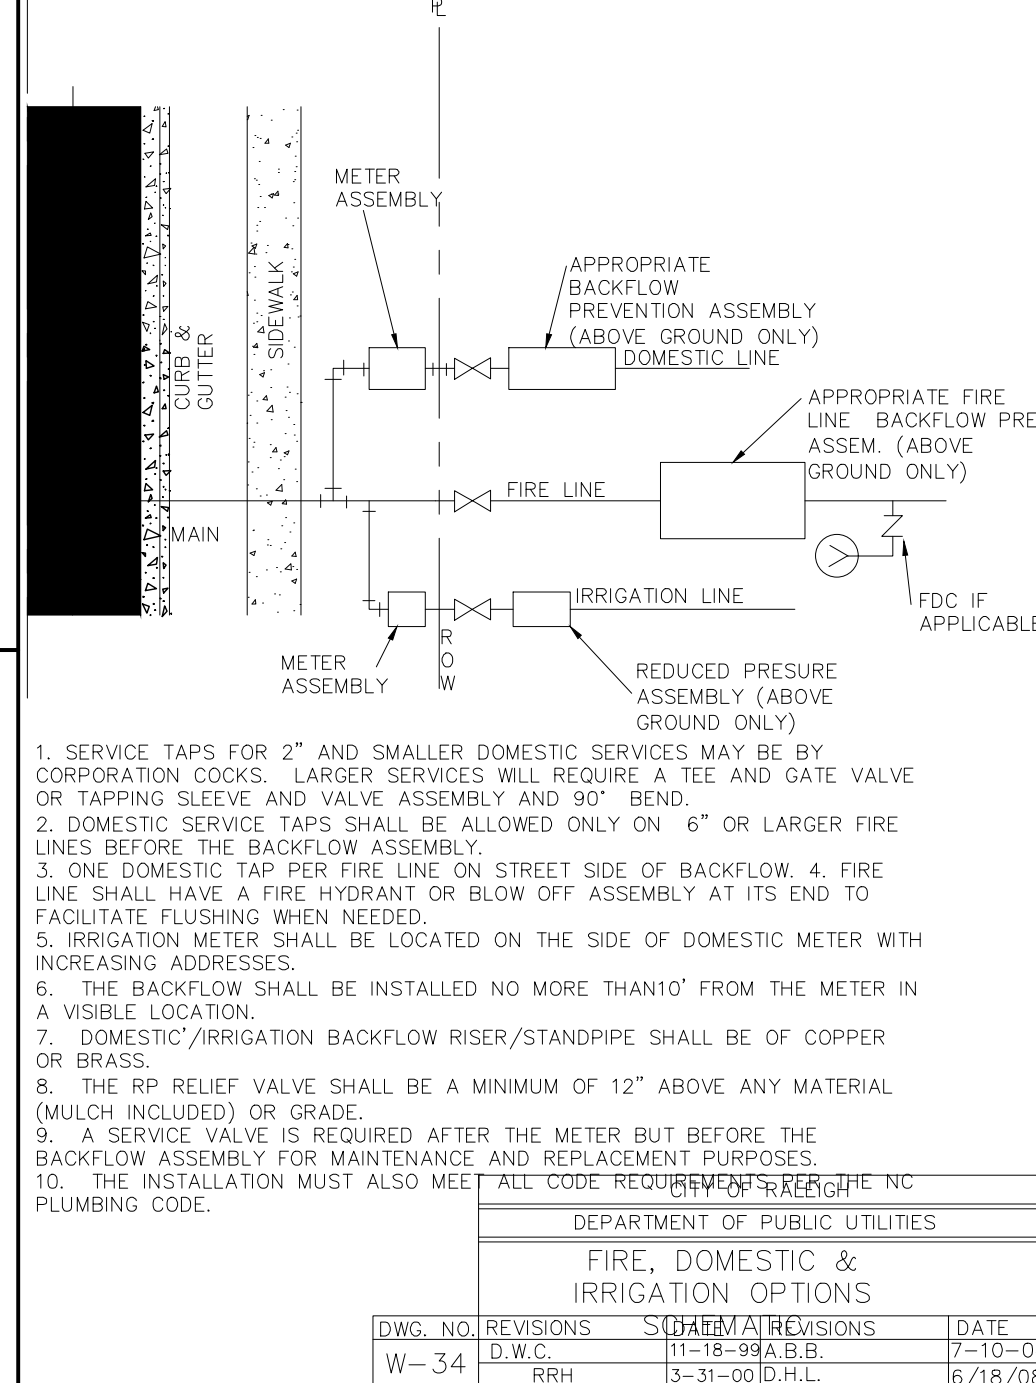 PL
METER
ASSEMBLY
APPROPRIATE
BACKFLOW
PREVENTION ASSEMBLY
(ABOVE GROUND ONLY)
DOMESTIC LINE
SIDEWALK
CURB &
GUTTER
APPROPRIATE FIRE
LINE BACKFLOW PRE
ASSEM. (ABOVE
GROUND ONLY)
FIRE LINE
MAIN
IRRIGATION LINE
FDC IF
APPLICABLE
ROW
METER
ASSEMBLY
REDUCED PRESURE
ASSEMBLY (ABOVE
GROUND ONLY)
1. SERVICE TAPS FOR 2” AND SMALLER DOMESTIC SERVICES MAY BE BY
CORPORATION COCKS. LARGER SERVICES WILL REQUIRE A TEE AND GATE VALVE
OR TAPPING SLEEVE AND VALVE ASSEMBLY AND 90° BEND.
2. DOMESTIC SERVICE TAPS SHALL BE ALLOWED ONLY ON 6” OR LARGER FIRE
LINES BEFORE THE BACKFLOW ASSEMBLY.
3. ONE DOMESTIC TAP PER FIRE LINE ON STREET SIDE OF BACKFLOW. 4. FIRE
LINE SHALL HAVE A FIRE HYDRANT OR BLOW OFF ASSEMBLY AT ITS END TO
FACILITATE FLUSHING WHEN NEEDED.
5. IRRIGATION METER SHALL BE LOCATED ON THE SIDE OF DOMESTIC METER WITH
INCREASING ADDRESSES.
6. THE BACKFLOW SHALL BE INSTALLED NO MORE THAN10’ FROM THE METER IN
A VISIBLE LOCATION.
7. DOMESTIC’/IRRIGATION BACKFLOW RISER/STANDPIPE SHALL BE OF COPPER
OR BRASS.
8. THE RP RELIEF VALVE SHALL BE A MINIMUM OF 12” ABOVE ANY MATERIAL
(MULCH INCLUDED) OR GRADE.
9. A SERVICE VALVE IS REQUIRED AFTER THE METER BUT BEFORE THE
BACKFLOW ASSEMBLY FOR MAINTENANCE AND REPLACEMENT PURPOSES.
10. THE INSTALLATION MUST ALSO MEET ALL CODE REQUIREMENTS PER THE NC
PLUMBING CODE.
CITY OF RALEIGH
DEPARTMENT OF PUBLIC UTILITIES
FIRE, DOMESTIC &
IRRIGATION OPTIONS
SCHEMATIC
DWG. NO. REVISIONS DATE REVISIONS DATE
W-34 D.W.C. 11-18-99 A.B.B. 7-10-0
RRH 3-31-00 D.H.L. 6/18/08